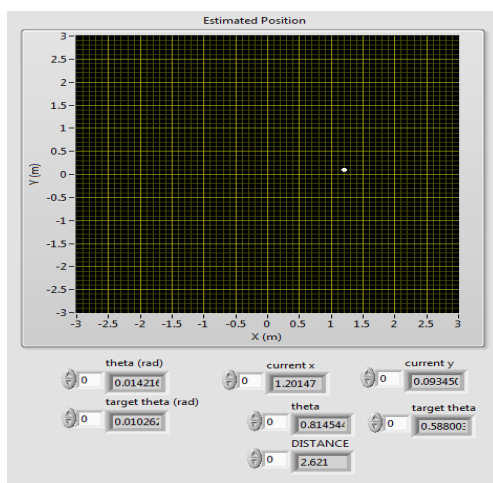 Estimated Position
3
2.5
2
1.5
1
0.5
0
-0.5
-1
-1.5
-2
-2.5
-3
Y (m)
-3 -2.5 -2 -1.5 -1 -0.5 0 0.5 1 1.5 2 2.5 3
X (m)
theta (rad) current x current y
0 0.014216 0 1.20147 0 0.09345
target theta (rad) theta target theta
0 0.01026 0 0.814544 0 0.58800
DISTANCE
0 2.621